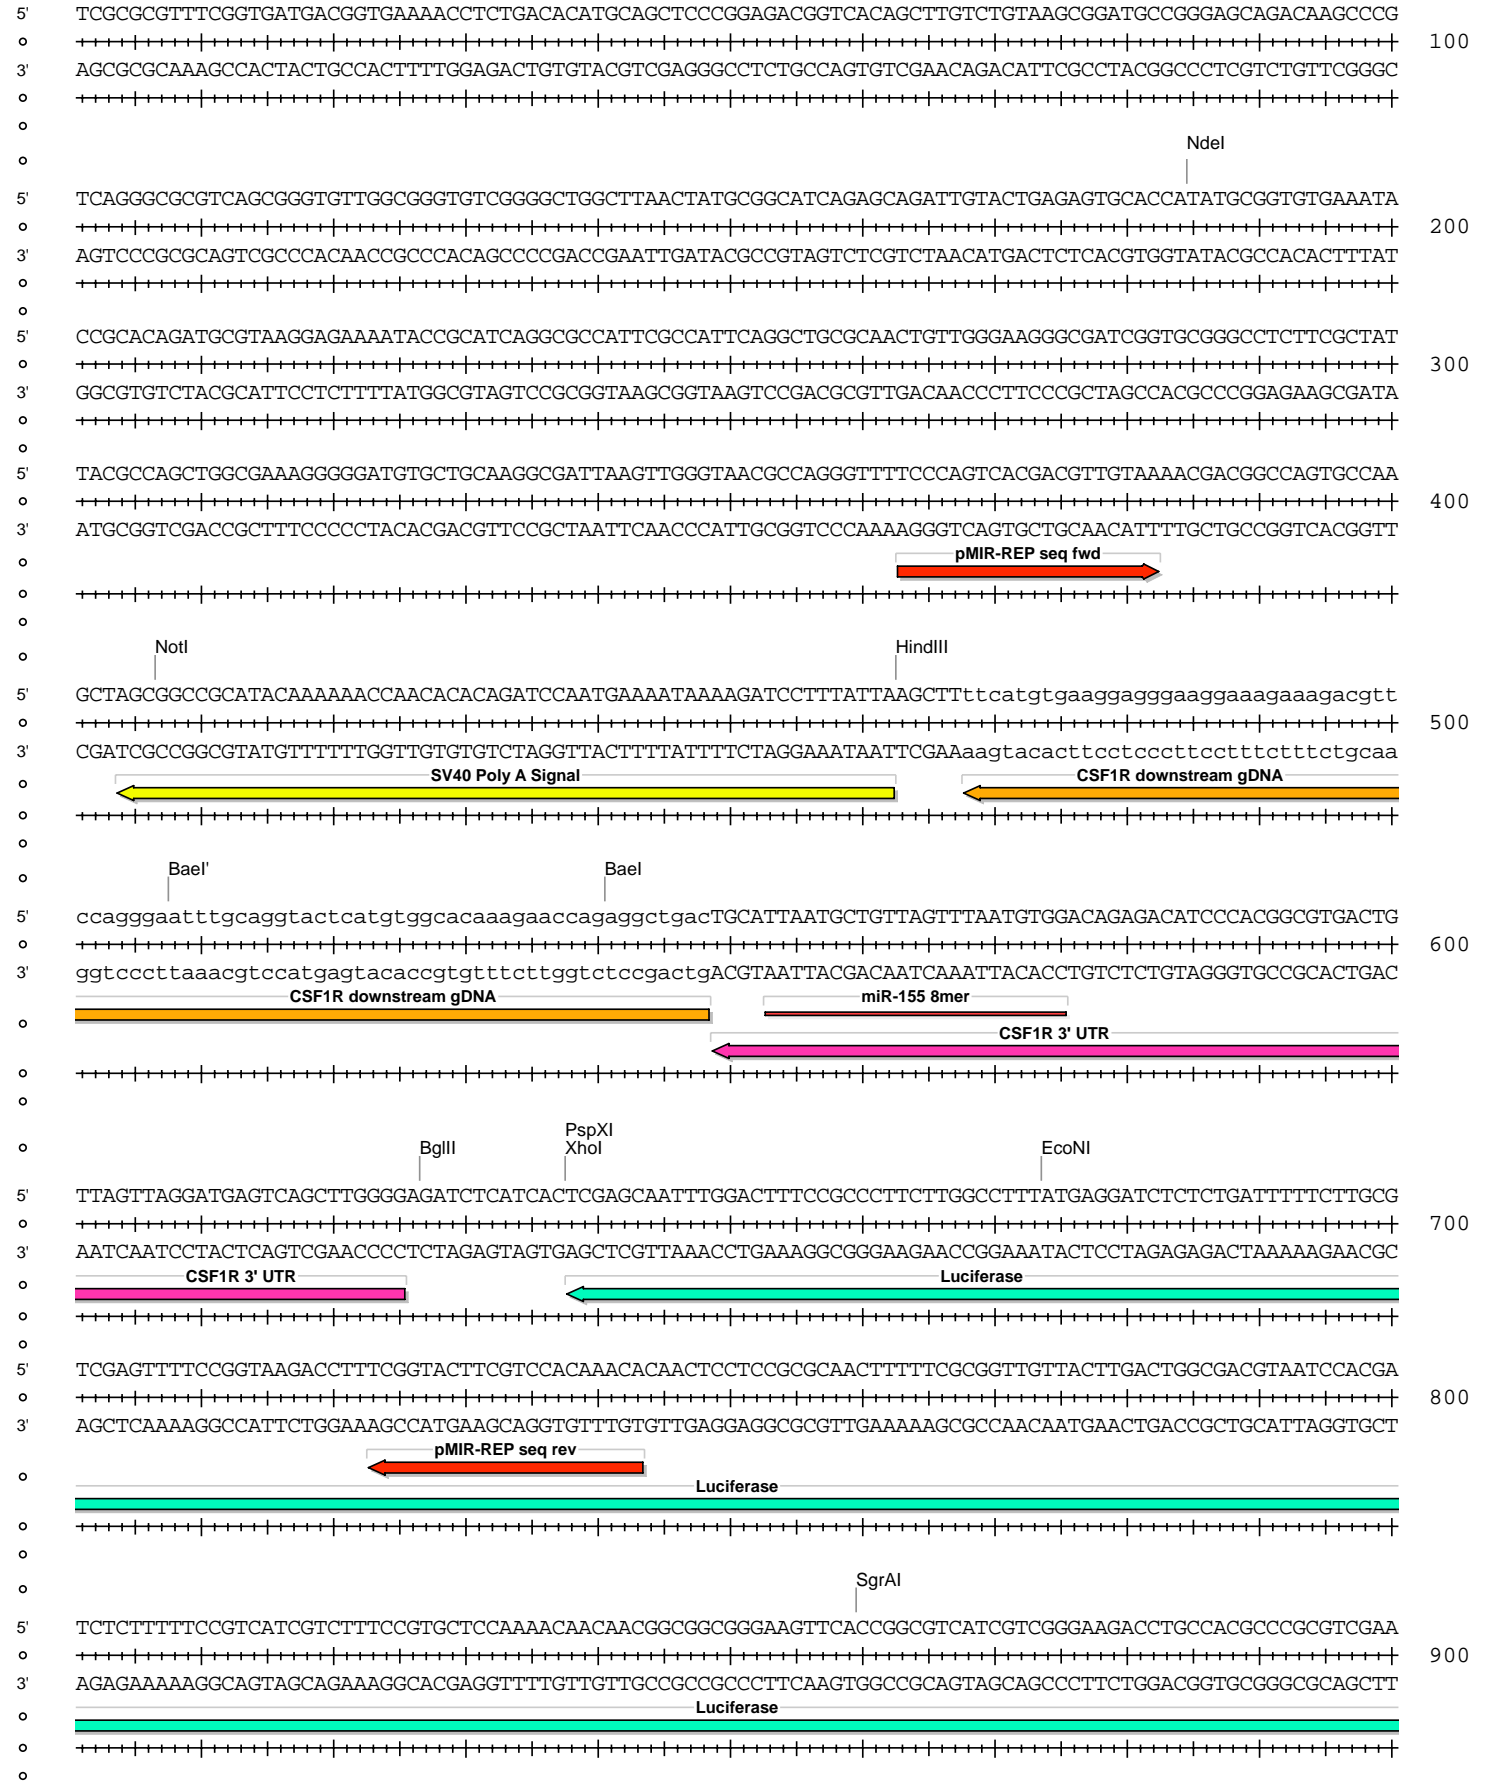 5' TCGCGCGTTTCGGTGATGACGGTGAAAACCTCTGACACATGCAGCTCCCGGAGACGGTCACAGCTTGTCTGTAAGCGGATGCCGGGAGCAGACAAGCCCG
100
3' AGCGCGCAAAGCCACTACTGCCACTTTTGGAGACTGTGTACGTCGAGGGCCTCTGCCAGTGTCGAACAGACATTCGCCTACGGCCCTCGTCTGTTCGGGC
NdeI
5' TCAGGGCGCGTCAGCGGGTGTTGGCGGGTGTCGGGGCTGGCTTAACTATGCGGCATCAGAGCAGATTGTACTGAGAGTGCACCATATGCGGTGTGAAATA
200
3' AGTCCCGCGCAGTCGCCCACAACCGCCCACAGCCCCGACCGAATTGATACGCCGTAGTCTCGTCTAACATGACTCTCACGTGGTATACGCCACACTTTAT
5' CCGCACAGATGCGTAAGGAGAAAATACCGCATCAGGCGCCATTCGCCATTCAGGCTGCGCAACTGTTGGGAAGGGCGATCGGTGCGGGCCTCTTCGCTAT
300
3' GGCGTGTCTACGCATTCCTCTTTTATGGCGTAGTCCGCGGTAAGCGGTAAGTCCGACGCGTTGACAACCCTTCCCGCTAGCCACGCCCGGAGAAGCGATA
5' TACGCCAGCTGGCGAAAGGGGGATGTGCTGCAAGGCGATTAAGTTGGGTAACGCCAGGGTTTTCCCAGTCACGACGTTGTAAAACGACGGCCAGTGCCAA
400
3' ATGCGGTCGACCGCTTTCCCCCTACACGACGTTCCGCTAATTCAACCCATTGCGGTCCCAAAAGGGTCAGTGCTGCAACATTTTGCTGCCGGTCACGGTT
pMIR-REP seq fwd
NotI HindIII
5' GCTAGCGGCCGCATACAAAAAACCAACACACAGATCCAATGAAAATAAAAGATCCTTTATTAAGCTTttcatgtgaaggagggaaggaaagaaagacgtt
500
3' CGATCGCCGGCGTATGTTTTTTGGTTGTGTGTCTAGGTTACTTTTATTTTCTAGGAAATAATTCGAAaagtacacttcctcccttcctttctttctgcaa
SV40 Poly A Signal CSF1R downstream gDNA
BaeI' BaeI
5' ccagggaatttgcaggtactcatgtggcacaaagaaccagaggctgacTGCATTAATGCTGTTAGTTTAATGTGGACAGAGACATCCCACGGCGTGACTG
600
3' ggtcccttaaacgtccatgagtacaccgtgtttcttggtctccgactgACGTAATTACGACAATCAAATTACACCTGTCTCTGTAGGGTGCCGCACTGAC
CSF1R downstream gDNA miR-155 8mer
CSF1R 3' UTR
PspXI
BglII XhoI EcoNI
5' TTAGTTAGGATGAGTCAGCTTGGGGAGATCTCATCACTCGAGCAATTTGGACTTTCCGCCCTTCTTGGCCTTTATGAGGATCTCTCTGATTTTTCTTGCG
700
3' AATCAATCCTACTCAGTCGAACCCCTCTAGAGTAGTGAGCTCGTTAAACCTGAAAGGCGGGAAGAACCGGAAATACTCCTAGAGAGACTAAAAAGAACGC
CSF1R 3' UTR Luciferase
5' TCGAGTTTTCCGGTAAGACCTTTCGGTACTTCGTCCACAAACACAACTCCTCCGCGCAACTTTTTCGCGGTTGTTACTTGACTGGCGACGTAATCCACGA
800
3' AGCTCAAAAGGCCATTCTGGAAAGCCATGAAGCAGGTGTTTGTGTTGAGGAGGCGCGTTGAAAAAGCGCCAACAATGAACTGACCGCTGCATTAGGTGCT
pMIR-REP seq rev
Luciferase
SgrAI
5' TCTCTTTTTCCGTCATCGTCTTTCCGTGCTCCAAAACAACAACGGCGGCGGGAAGTTCACCGGCGTCATCGTCGGGAAGACCTGCCACGCCCGCGTCGAA
900
3' AGAGAAAAAGGCAGTAGCAGAAAGGCACGAGGTTTTGTTGTTGCCGCCGCCCTTCAAGTGGCCGCAGTAGCAGCCCTTCTGGACGGTGCGGGCGCAGCTT
Luciferase